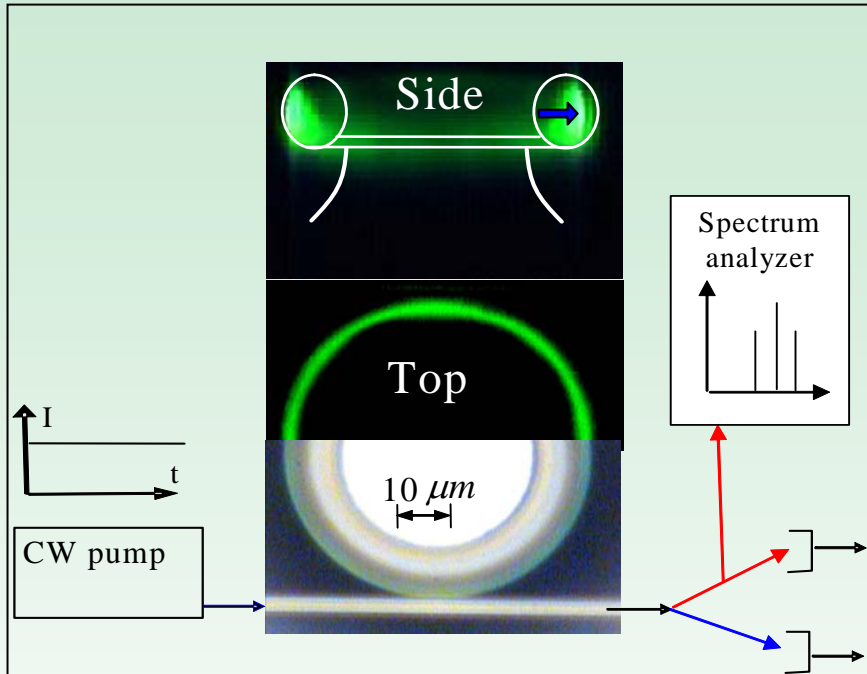 Side
Spectrum
analyzer
Top
I
t
10 μm
CW pump